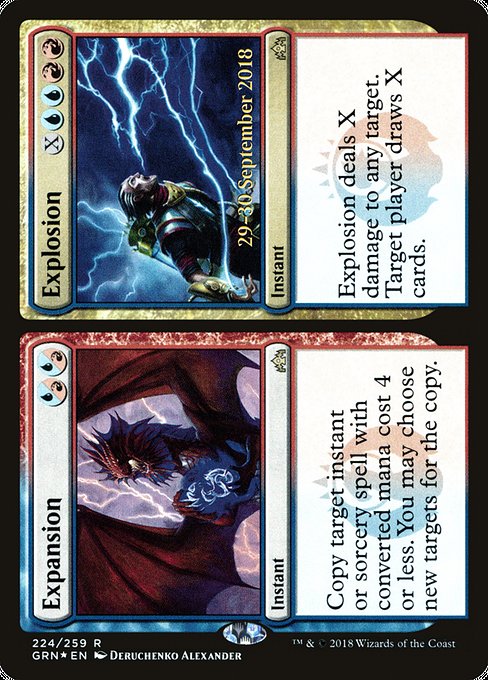 Expansion
Instant
Copy target instant
or sorcery spell with
converted mana cost 4
or less. You may choose
new targets for the copy.
Explosion
X
29-30 September 2018
Instant
Explosion deals X
damage to any target.
Target player draws X
cards.
224/259 R
GRN★EN Deruchenko Alexander
™ & © 2018 Wizards of the Coast